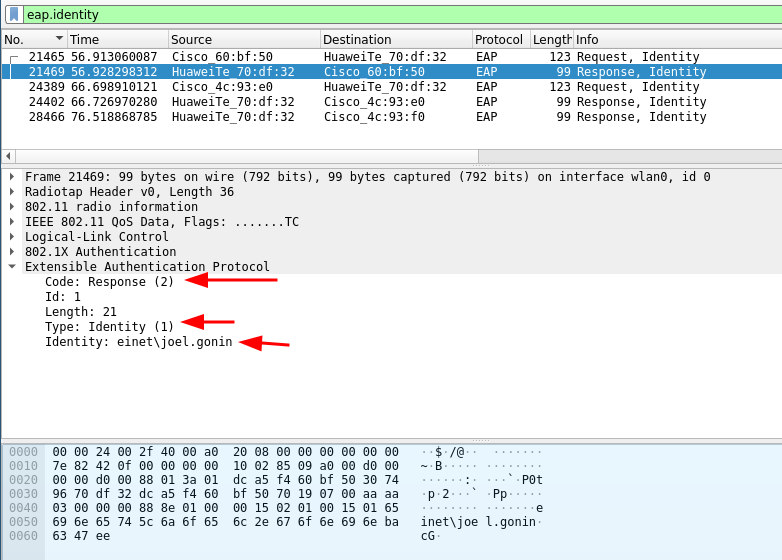 eap.identity
No. Time Source Destination Protocol Length Info
21465 56.913060087 Cisco_60:bf:50 HuaweiTe_70:df:32 EAP 123 Request, Identity
21469 56.928298312 HuaweiTe_70:df:32 Cisco_60:bf:50 EAP 99 Response, Identity
24389 66.698910121 Cisco_4c:93:e0 HuaweiTe_70:df:32 EAP 123 Request, Identity
24402 66.726970280 HuaweiTe_70:df:32 Cisco_4c:93:e0 EAP 99 Response, Identity
28466 76.518868785 HuaweiTe_70:df:32 Cisco_4c:93:f0 EAP 99 Response, Identity
Frame 21469: 99 bytes on wire (792 bits), 99 bytes captured (792 bits) on interface wlan0, id 0
Radiotap Header v0, Length 36
802.11 radio information
IEEE 802.11 QoS Data, Flags: .......TC
Logical-Link Control
802.1X Authentication
Extensible Authentication Protocol
Code: Response (2)
Id: 1
Length: 21
Type: Identity (1)
Identity: einet\joel.gonin
0000 00 00 24 00 2f 40 00 a0 20 08 00 00 00 00 00 00 ··$·/@·· ·······
0010 7e 82 42 0f 00 00 00 00 10 02 85 09 a0 00 d0 00 ~·B····· ········
0020 00 00 d0 00 88 01 3a 01 dc a5 f4 60 bf 50 30 74 ······:· ···`·P0t
0030 96 70 df 32 dc a5 f4 60 bf 50 70 19 07 00 aa aa ·p·2···` ·Pp·····
0040 03 00 00 00 88 8e 01 00 00 15 02 01 00 15 01 65 ········ ·······e
0050 69 6e 65 74 5c 6a 6f 65 6c 2e 67 6f 6e 69 6e ba inet\joe l.gonin·
0060 63 47 ee cG·